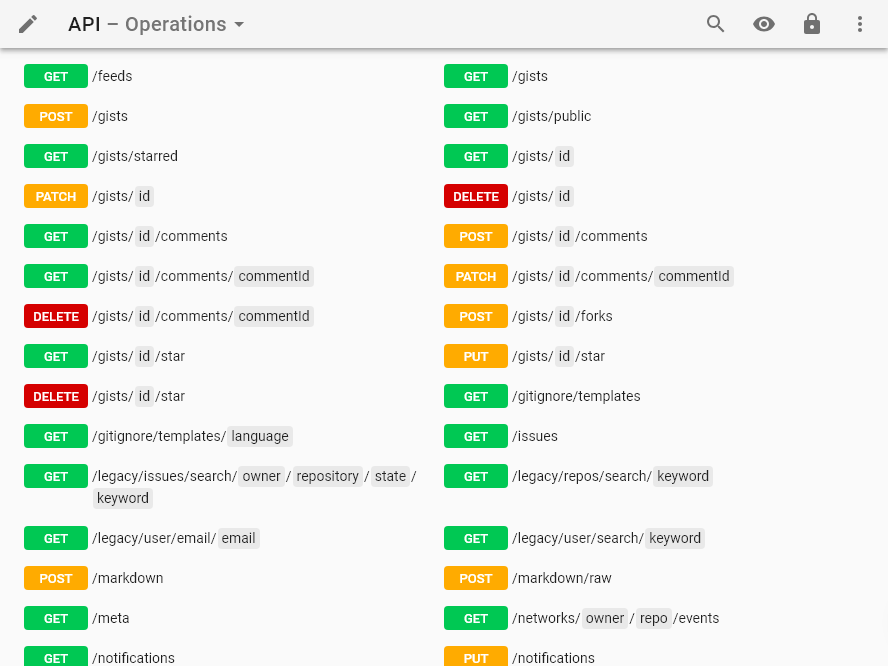 API – Operations
GET /feeds
GET /gists
POST /gists
GET /gists/public
GET /gists/starred
GET /gists/ id
PATCH /gists/ id
DELETE /gists/ id
GET /gists/ id /comments
POST /gists/ id /comments
GET /gists/ id /comments/ commentId
PATCH /gists/ id /comments/ commentId
DELETE /gists/ id /comments/ commentId
POST /gists/ id /forks
GET /gists/ id /star
PUT /gists/ id /star
DELETE /gists/ id /star
GET /gitignore/templates
GET /gitignore/templates/ language
GET /issues
GET /legacy/issues/search/ owner / repository / state /
keyword
GET /legacy/repos/search/ keyword
GET /legacy/user/email/ email
GET /legacy/user/search/ keyword
POST /markdown
POST /markdown/raw
GET /meta
GET /networks/ owner / repo /events
GET /notifications
PUT /notifications